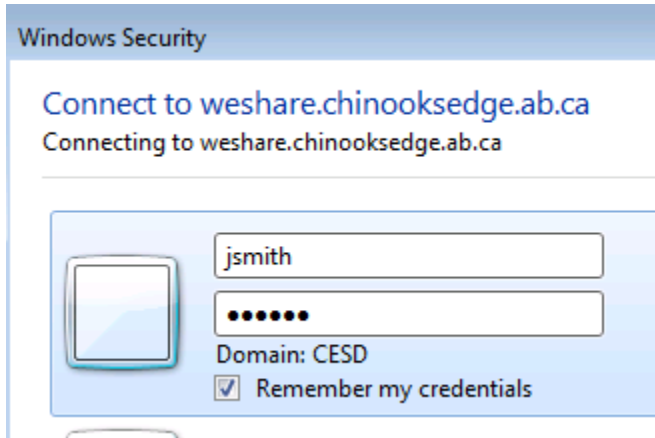 Windows Security
Connect to weshare.chinooksedge.ab.ca
Connecting to weshare.chinooksedge.ab.ca
jsmith
••••••
Domain: CESD
Remember my credentials